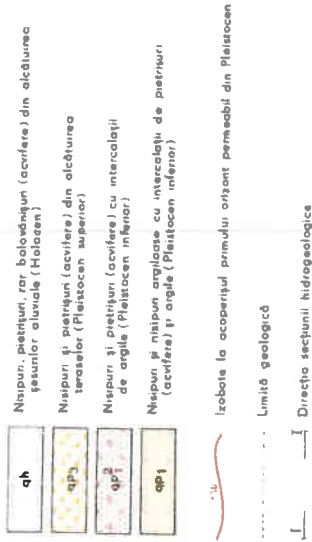 qh
Nisipuri, pietrișuri, rar bolovănișuri (acvifere) din alcătuirea
șesurilor aluviale (Holocen)
qp3
Nisipuri și pietrișuri (acvifere) din alcătuirea
teraselor (Pleistocen superior)
qp²1
Nisipuri și pietrișuri (acvifere) cu intercalații
de argile (Pleistocen inferior)
qp1
Nisipuri și nisipuri argiloase cu intercalații de pietrișuri
(acvifere) și argile (Pleistocen inferior)
Izobate la acoperișul primului orizont permeabil din Pleistocen
Limită geologică
I I
Direcția secțiunii hidrogeologice